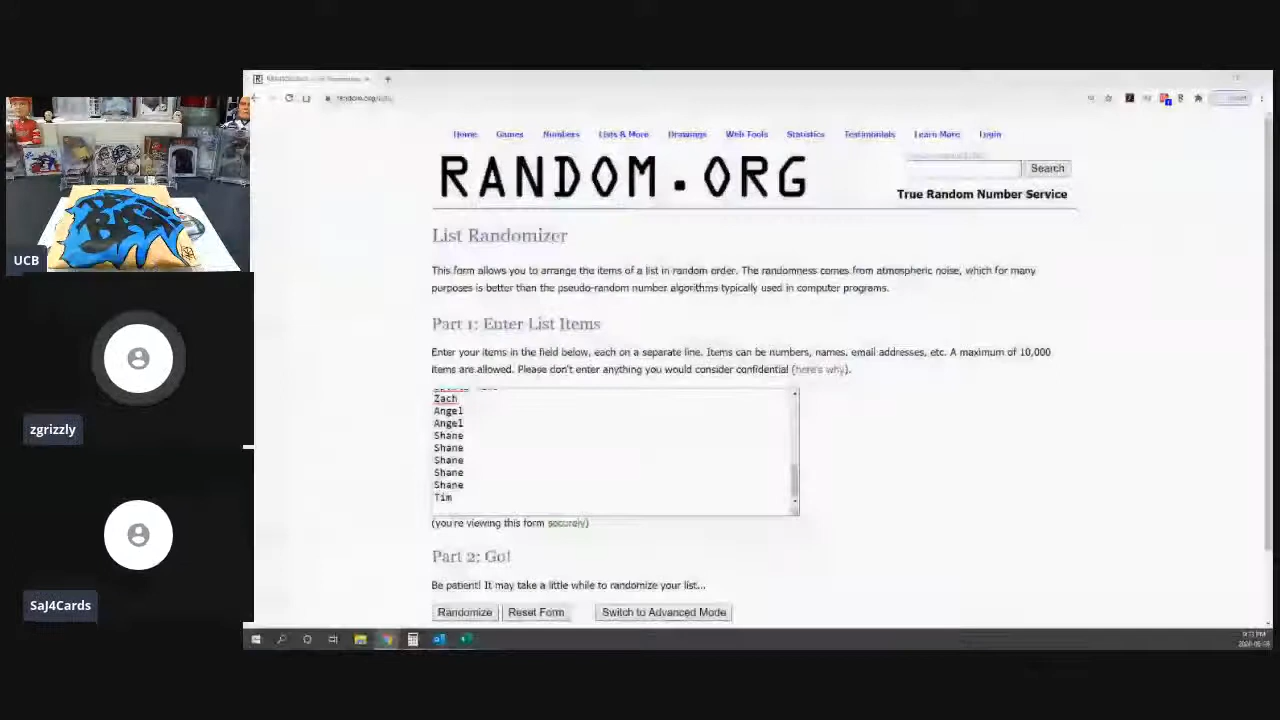 UCB
zgrizzly
SaJ4Cards
Home Games Numbers Lists & More Drawings Web Tools Statistics Testimonials Learn More Login
RANDOM.ORG
Search
True Random Number Service
List Randomizer
This form allows you to arrange the items of a list in random order. The randomness comes from atmospheric noise, which for many
purposes is better than the pseudo-random number algorithms typically used in computer programs.
Part 1: Enter List Items
Enter your items in the field below, each on a separate line. Items can be numbers, names, email addresses, etc. A maximum of 10,000
items are allowed. Please don't enter anything you would consider confidential (here's why).
Zach
Angel
Angel
Shane
Shane
Shane
Shane
Shane
Tim
(you're viewing this form securely)
Part 2: Go!
Be patient! It may take a little while to randomize your list...
Randomize Reset Form Switch to Advanced Mode